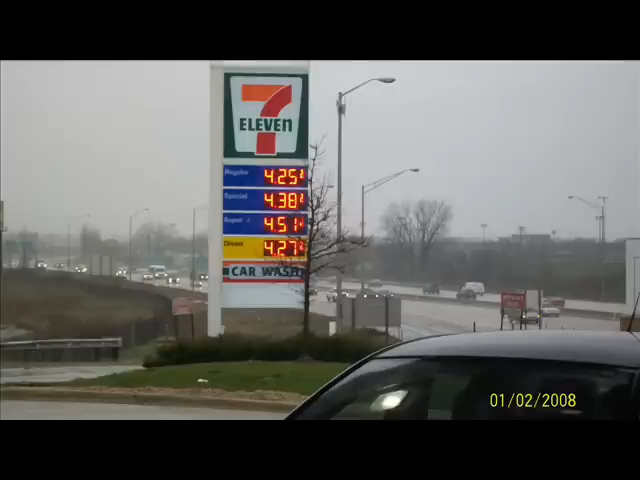 7
ELEVEn
Regular 4.25
Special 4.38
Super 4.51
Diesel 4.27
CAR WASH
01/02/2008